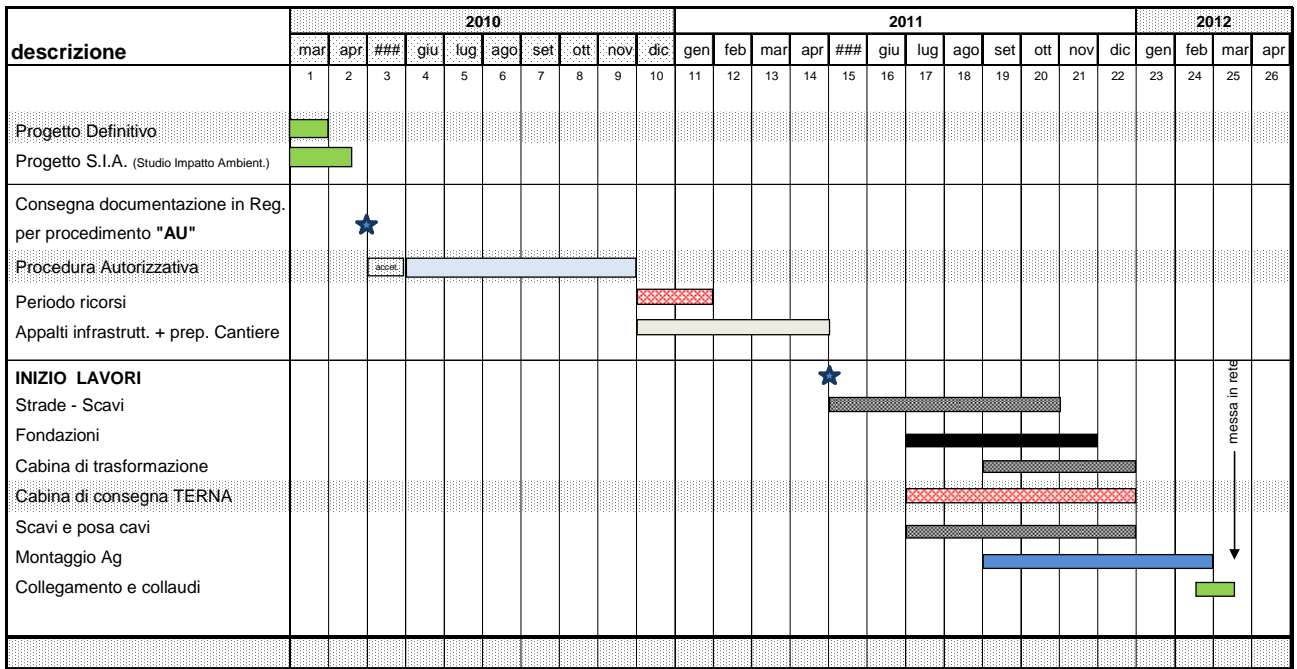 2010 2011 2012
descrizione mar apr ### giu lug ago set ott nov dic gen feb mar apr ### giu lug ago set ott nov dic gen feb mar apr
1 2 3 4 5 6 7 8 9 10 11 12 13 14 15 16 17 18 19 20 21 22 23 24 25 26
Progetto Definitivo
Progetto S.I.A. (Studio Impatto Ambient.)
Consegna documentazione in Reg.
per procedimento "AU"
Procedura Autorizzativa accet.
Periodo ricorsi
Appalti infrastrutt. + prep. Cantiere
INIZIO LAVORI
Strade - Scavi
messa in rete
Fondazioni
Cabina di trasformazione
Cabina di consegna TERNA
Scavi e posa cavi
Montaggio Ag
Collegamento e collaudi